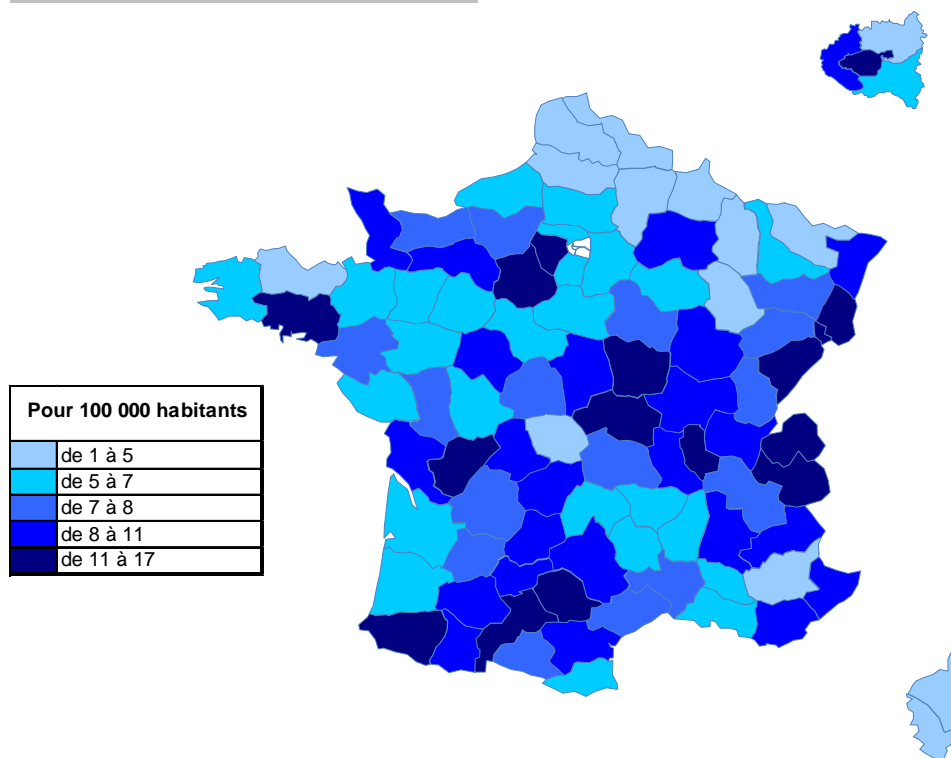 Pour 100 000 habitants
de 1 à 5
de 5 à 7
de 7 à 8
de 8 à 11
de 11 à 17